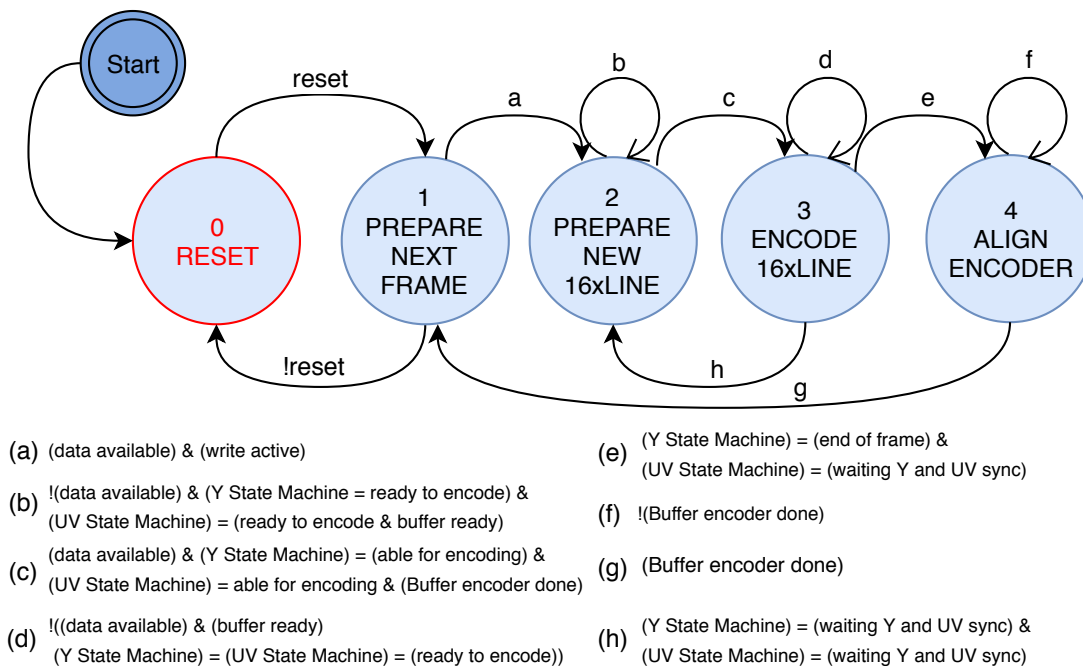 Start
reset
a
b
c
d
e
f
0
RESET
1
PREPARE
NEXT
FRAME
2
PREPARE
NEW
16xLINE
3
ENCODE
16xLINE
4
ALIGN
ENCODER
!reset
h
g
(a) (data available) & (write active)
(b) !(data available) & (Y State Machine = ready to encode) &
(UV State Machine) = (ready to encode & buffer ready)
(c) (data available) & (Y State Machine) = (able for encoding) &
(UV State Machine) = able for encoding & (Buffer encoder done)
(d) !((data available) & (buffer ready)
(Y State Machine) = (UV State Machine) = (ready to encode))
(e) (Y State Machine) = (end of frame) &
(UV State Machine) = (waiting Y and UV sync)
(f) !(Buffer encoder done)
(g) (Buffer encoder done)
(h) (Y State Machine) = (waiting Y and UV sync) &
(UV State Machine) = (waiting Y and UV sync)